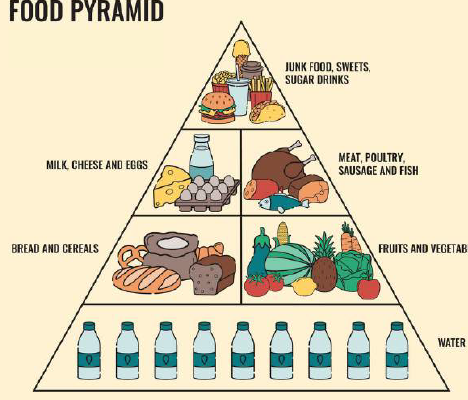 FOOD PYRAMID
JUNK FOOD, SWEETS,
SUGAR DRINKS
MILK, CHEESE AND EGGS
MEAT, POULTRY,
SAUSAGE AND FISH
BREAD AND CEREALS
FRUITS AND VEGETAB
WATER